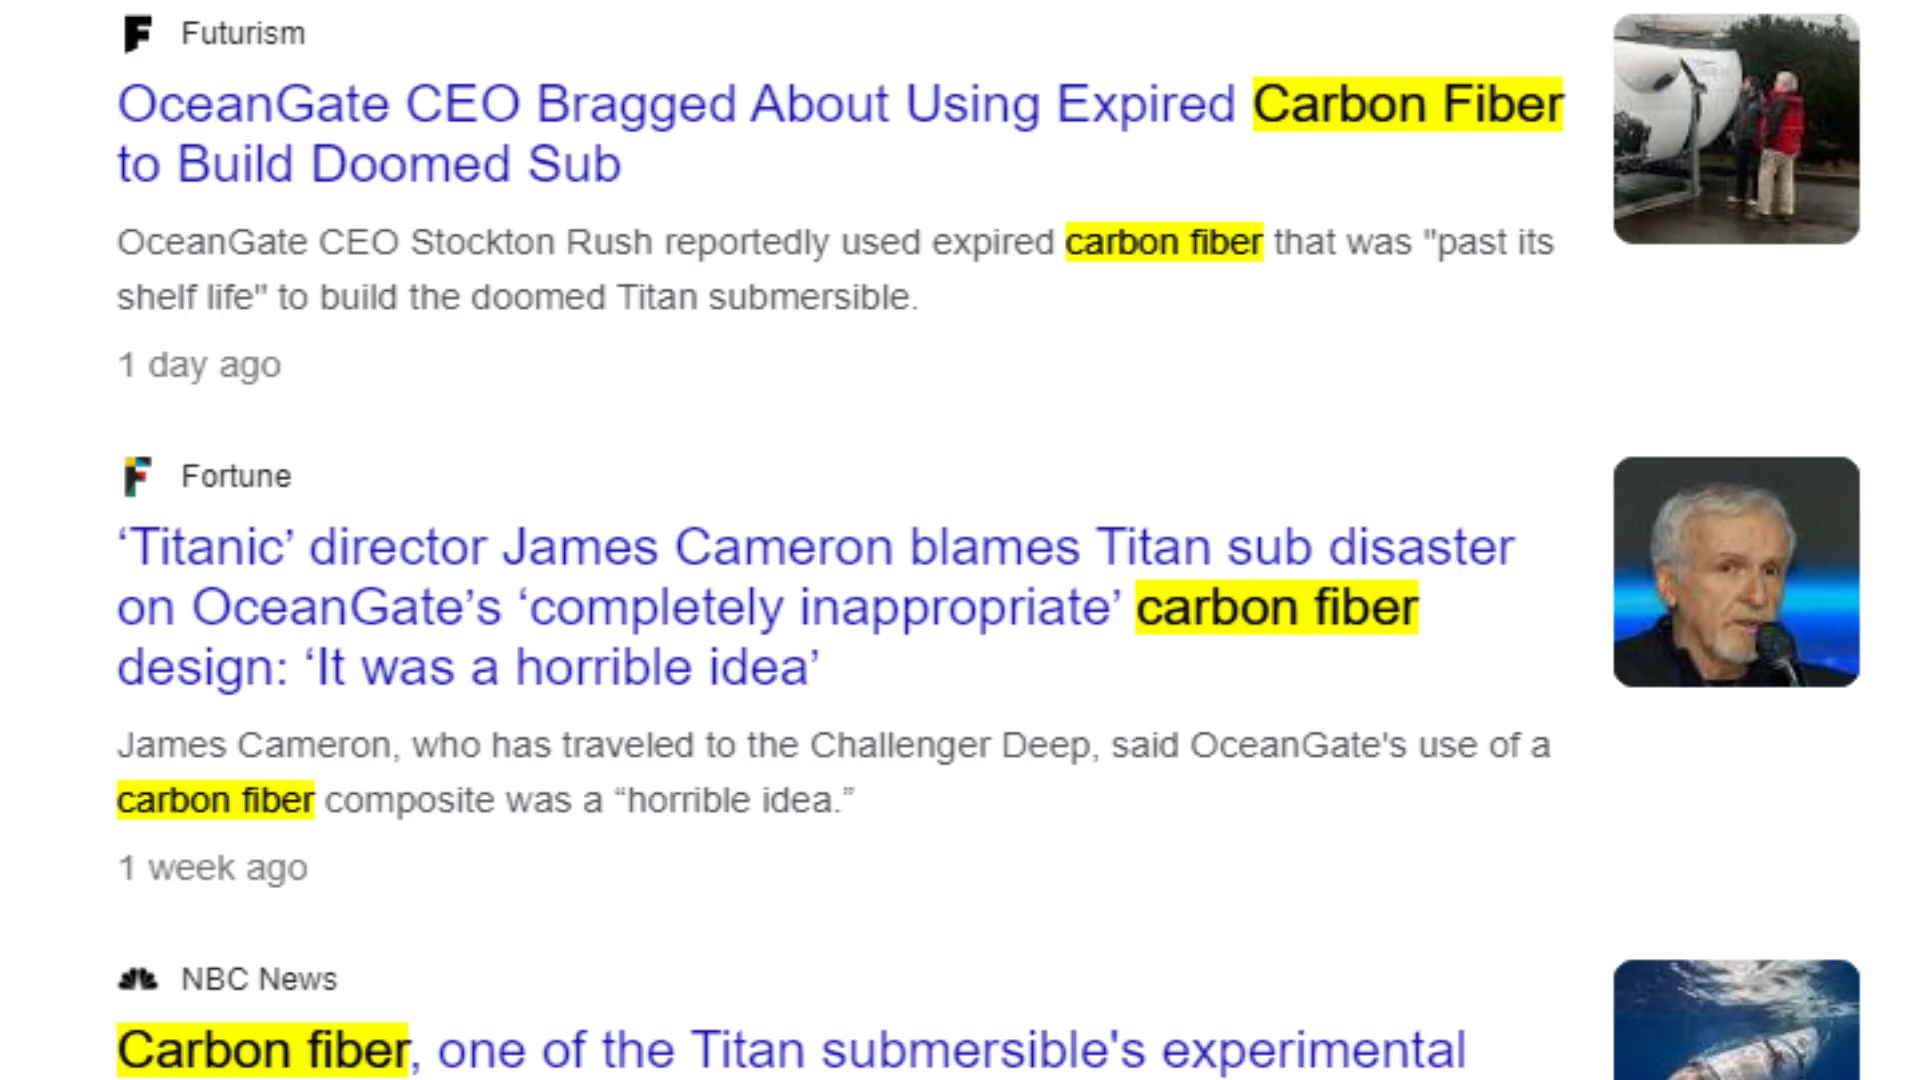 Futurism
OceanGate CEO Bragged About Using Expired Carbon Fiber
to Build Doomed Sub
OceanGate CEO Stockton Rush reportedly used expired carbon fiber that was "past its
shelf life" to build the doomed Titan submersible.
1 day ago
Fortune
‘Titanic’ director James Cameron blames Titan sub disaster
on OceanGate’s ‘completely inappropriate’ carbon fiber
design: ‘It was a horrible idea’
James Cameron, who has traveled to the Challenger Deep, said OceanGate's use of a
carbon fiber composite was a “horrible idea.”
1 week ago
NBC News
Carbon fiber, one of the Titan submersible's experimental